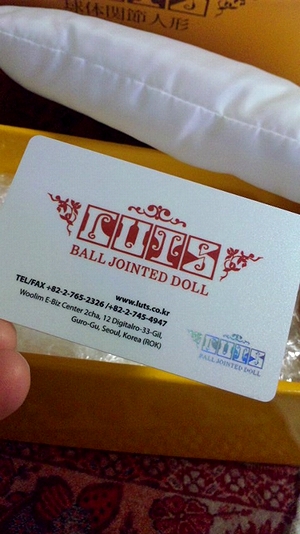 LUTS
球体関節人形
LUTS
BALL JOINTED DOLL
www.luts.co.kr
TEL/FAX +82-2-765-2326 /+82-2-745-4947
Woolim E-Biz Center 2cha, 12 Digitalro-33-Gil,
Guro-Gu, Seoul, Korea (ROK)
LUTS
BALL JOINTED DOLL